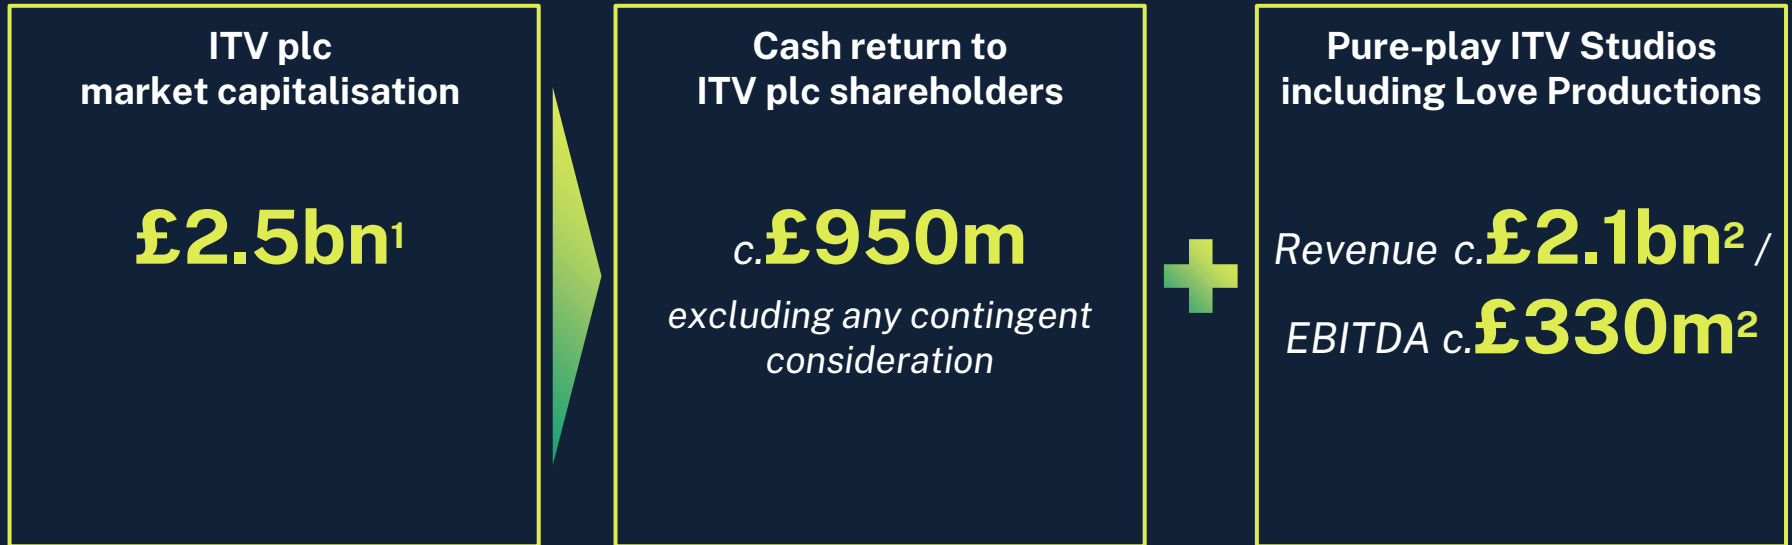 ITV plc
market capitalisation
£2.5bn¹
Cash return to
ITV plc shareholders
c.£950m
excluding any contingent
consideration
Pure-play ITV Studios
including Love Productions
Revenue c.£2.1bn² /
EBITDA c.£330m²